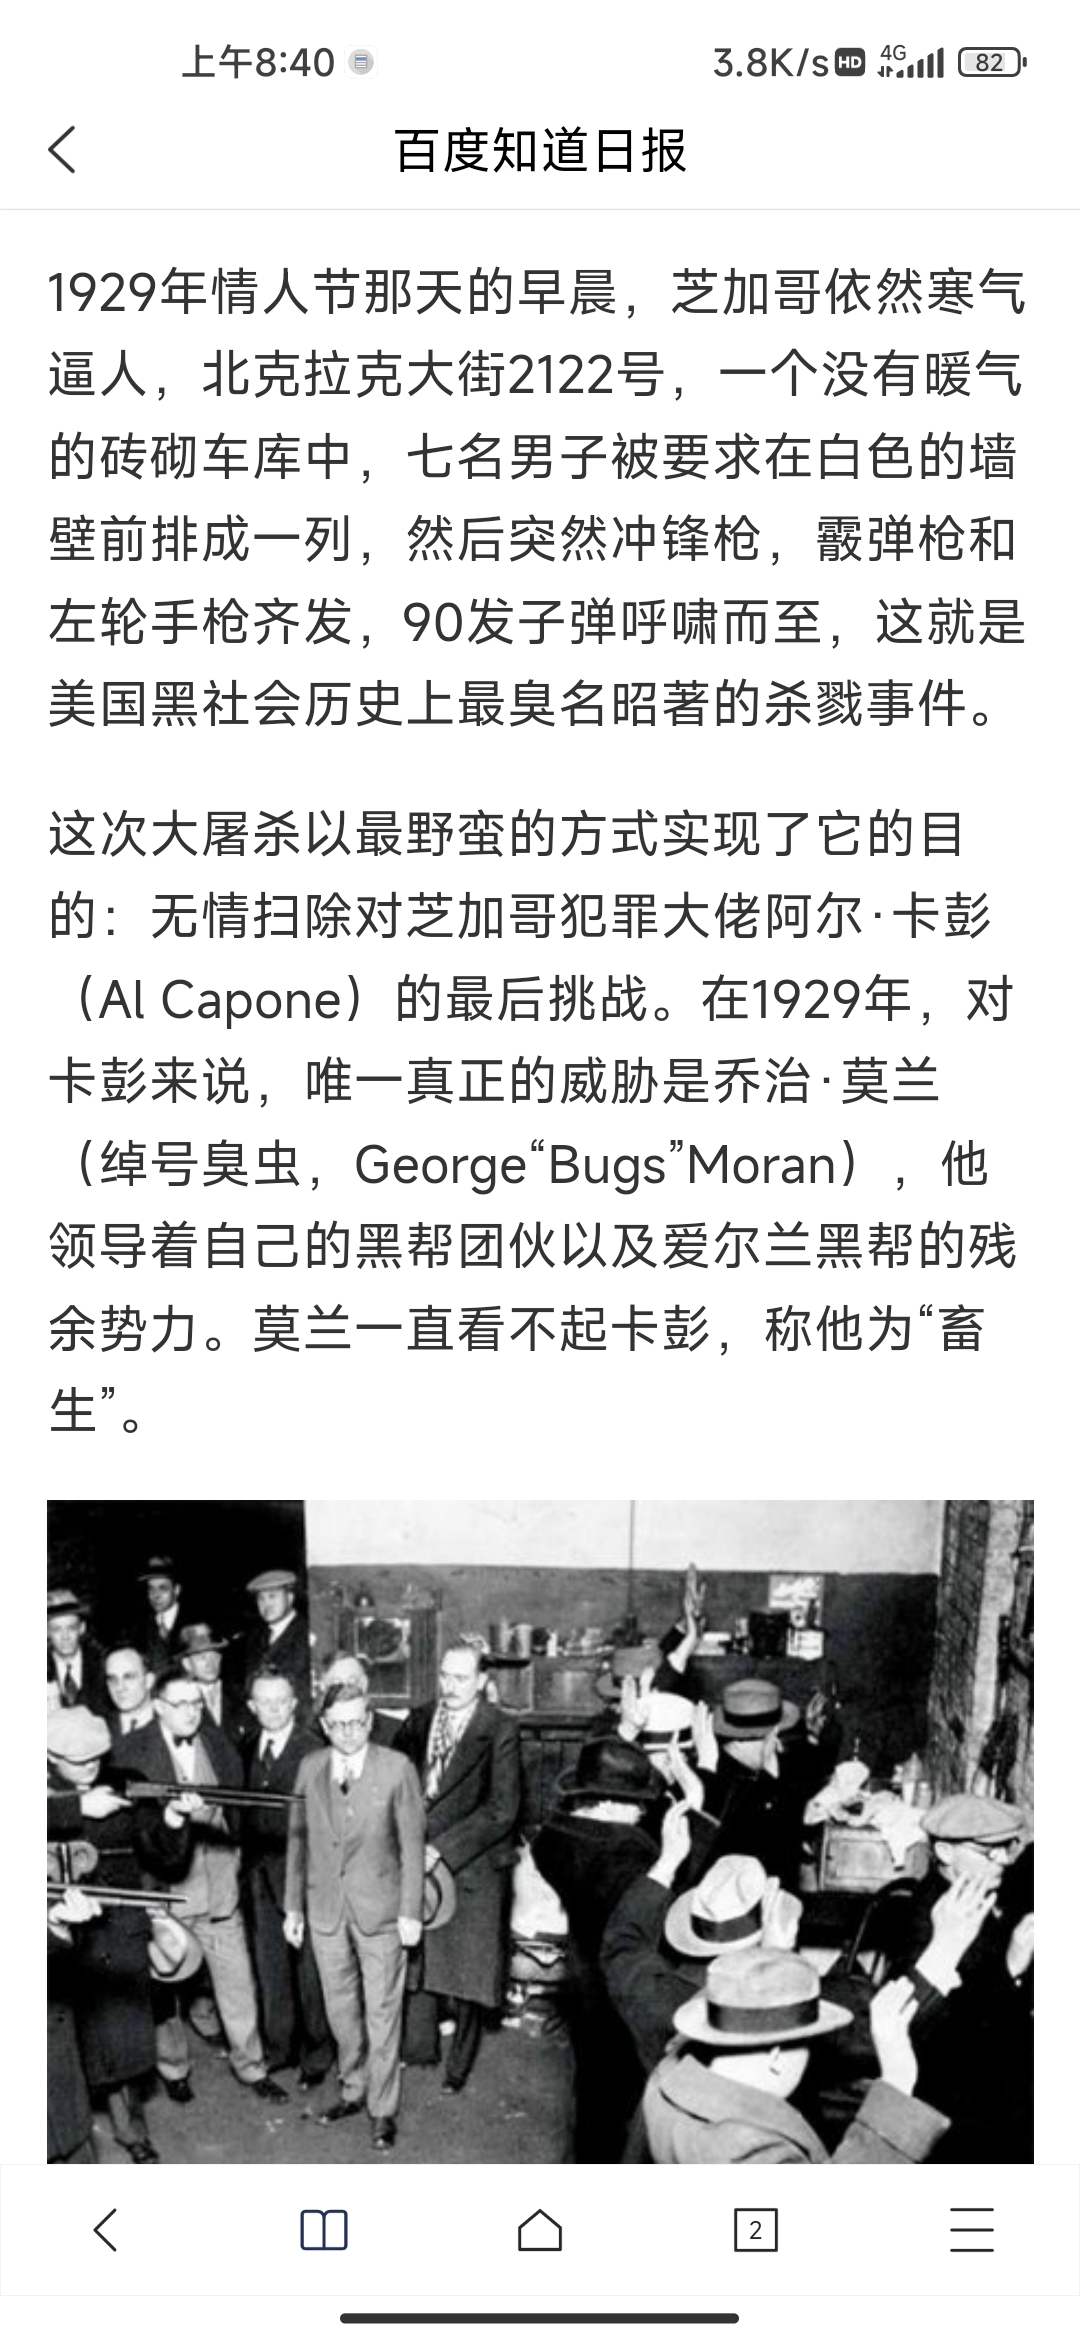 上午8:40
3.8K/s HD 4G 82
百度知道日报
1929年情人节那天的早晨，芝加哥依然寒气
逼人，北克拉克大街2122号，一个没有暖气
的砖砌车库中，七名男子被要求在白色的墙
壁前排成一列，然后突然冲锋枪，霰弹枪和
左轮手枪齐发，90发子弹呼啸而至，这就是
美国黑社会历史上最臭名昭著的杀戮事件。
这次大屠杀以最野蛮的方式实现了它的目
的：无情扫除对芝加哥犯罪大佬阿尔·卡彭
（Al Capone）的最后挑战。在1929年，对
卡彭来说，唯一真正的威胁是乔治·莫兰
（绰号臭虫，George“Bugs”Moran），他
领导着自己的黑帮团伙以及爱尔兰黑帮的残
余势力。莫兰一直看不起卡彭，称他为“畜
生”。
2